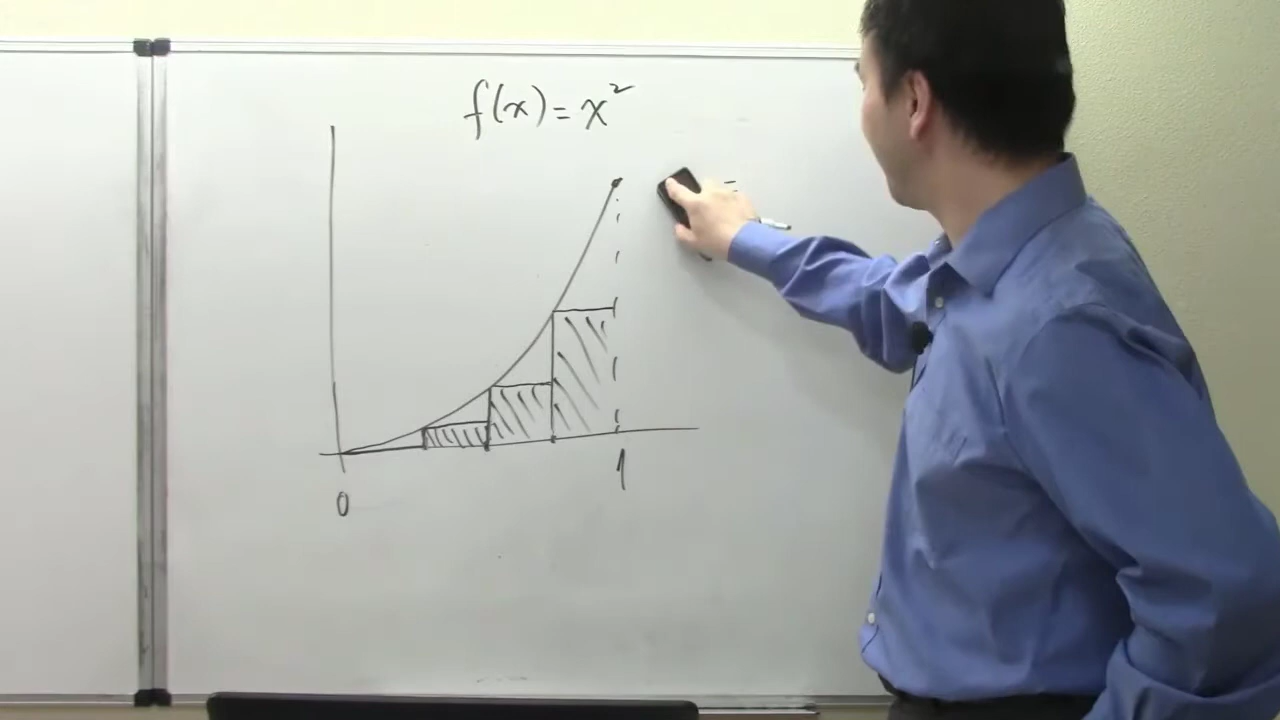 f(x) = x²
0
1